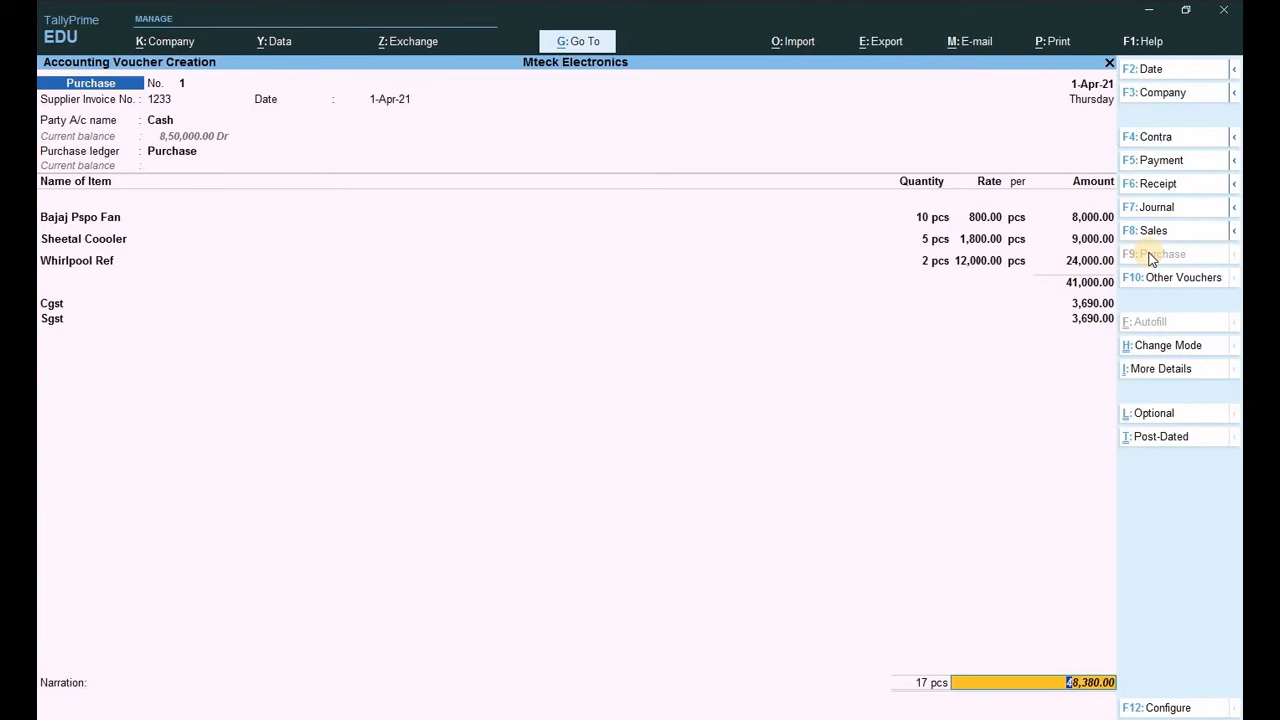 TallyPrime
EDU
MANAGE
K: Company Y: Data Z: Exchange G: Go To O: Import E: Export M: E-mail P: Print F1: Help
Accounting Voucher Creation Mteck Electronics
Purchase No. 1 1-Apr-21
Supplier Invoice No. : 1233 Date : 1-Apr-21 Thursday
Party A/c name : Cash
Current balance : 8,50,000.00 Dr
Purchase ledger : Purchase
Current balance :
Name of Item Quantity Rate per Amount
Bajaj Pspo Fan 10 pcs 800.00 pcs 8,000.00
Sheetal Coooler 5 pcs 1,800.00 pcs 9,000.00
Whirlpool Ref 2 pcs 12,000.00 pcs 24,000.00
41,000.00
Cgst 3,690.00
Sgst 3,690.00
Narration: 17 pcs 48,380.00
F2: Date
F3: Company
F4: Contra
F5: Payment
F6: Receipt
F7: Journal
F8: Sales
F9: Purchase
F10: Other Vouchers
F: Autofill
H: Change Mode
I: More Details
L: Optional
T: Post-Dated
F12: Configure